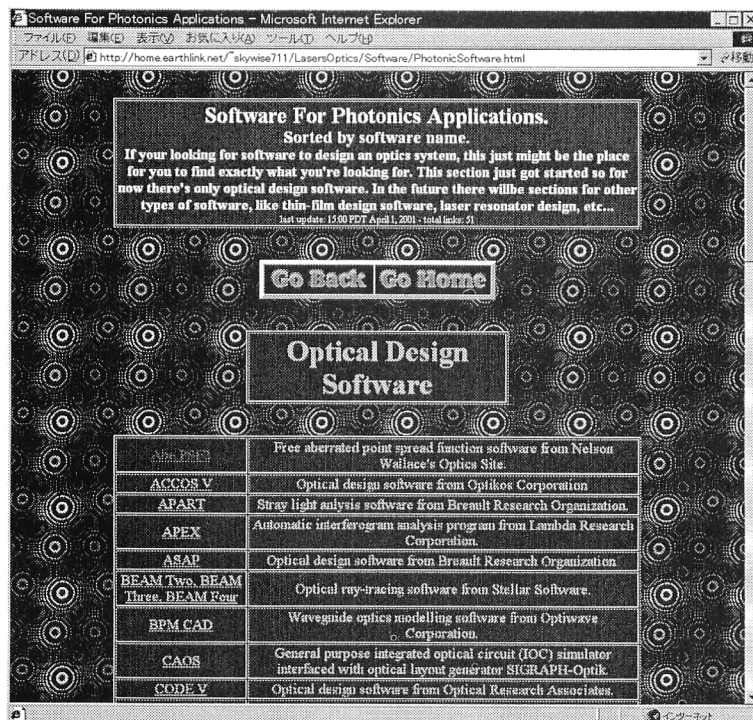 Software For Photonics Applications - Microsoft Internet Explorer
ファイル(F) 編集(E) 表示(V) お気に入り(A) ツール(T) ヘルプ(H)
アドレス(D) http://home.earthlink.net/~skywise711/LasersOptics/Software/PhotonicSoftware.html 移動
Software For Photonics Applications.
Sorted by software name.
If your looking for software to design an optics system, this just might be the place
for you to find exactly what you're looking for. This section just got started so for
now there's only optical design software. In the future there willbe sections for other
types of software, like thin-film design software, laser resonator design, etc...
last update: 15:00 PDT April 1, 2001 - total links: 51
Go Back Go Home
Optical Design
Software
Free aberrated point spread function software from Nelson
Wallace's Optics Site.
ACCOS V Optical design software from Optikos Corporation
APART Stray light anlysis software from Breault Research Organization.
APEX Automatic interferogram analysis program from Lambda Research
Corporation.
ASAP Optical design software from Breault Research Organization
BEAM Two, BEAM
Three, BEAM Four Optical ray-tracing software from Stellar Software.
BPM CAD Waveguide optics modelling software from Optiwave
Corporation.
CAOS General purpose integrated optical circuit (IOC) simulator
interfaced with optical layout generator SIGRAPH-Optik.
CODE V Optical design software from Optical Research Associates.
インターネット